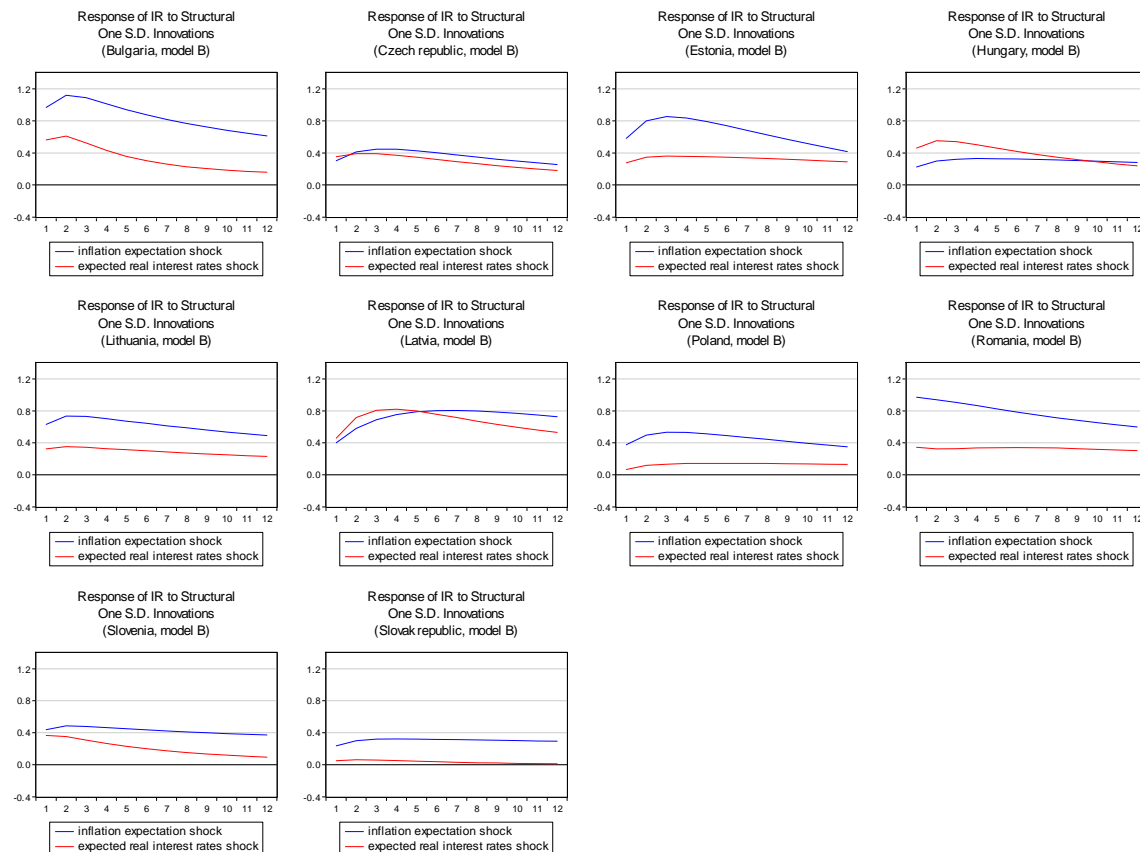 Response of IR to Structural
One S.D. Innovations
(Bulgaria, model B)
1.2
0.8
0.4
0.0
-0.4
1 2 3 4 5 6 7 8 9 10 11 12
inflation expectation shock
expected real interest rates shock
Response of IR to Structural
One S.D. Innovations
(Czech republic, model B)
1.2
0.8
0.4
0.0
-0.4
1 2 3 4 5 6 7 8 9 10 11 12
inflation expectation shock
expected real interest rates shock
Response of IR to Structural
One S.D. Innovations
(Estonia, model B)
1.2
0.8
0.4
0.0
-0.4
1 2 3 4 5 6 7 8 9 10 11 12
inflation expectation shock
expected real interest rates shock
Response of IR to Structural
One S.D. Innovations
(Hungary, model B)
1.2
0.8
0.4
0.0
-0.4
1 2 3 4 5 6 7 8 9 10 11 12
inflation expectation shock
expected real interest rates shock
Response of IR to Structural
One S.D. Innovations
(Lithuania, model B)
1.2
0.8
0.4
0.0
-0.4
1 2 3 4 5 6 7 8 9 10 11 12
inflation expectation shock
expected real interest rates shock
Response of IR to Structural
One S.D. Innovations
(Latvia, model B)
1.2
0.8
0.4
0.0
-0.4
1 2 3 4 5 6 7 8 9 10 11 12
inflation expectation shock
expected real interest rates shock
Response of IR to Structural
One S.D. Innovations
(Poland, model B)
1.2
0.8
0.4
0.0
-0.4
1 2 3 4 5 6 7 8 9 10 11 12
inflation expectation shock
expected real interest rates shock
Response of IR to Structural
One S.D. Innovations
(Romania, model B)
1.2
0.8
0.4
0.0
-0.4
1 2 3 4 5 6 7 8 9 10 11 12
inflation expectation shock
expected real interest rates shock
Response of IR to Structural
One S.D. Innovations
(Slovenia, model B)
1.2
0.8
0.4
0.0
-0.4
1 2 3 4 5 6 7 8 9 10 11 12
inflation expectation shock
expected real interest rates shock
Response of IR to Structural
One S.D. Innovations
(Slovak republic, model B)
1.2
0.8
0.4
0.0
-0.4
1 2 3 4 5 6 7 8 9 10 11 12
inflation expectation shock
expected real interest rates shock